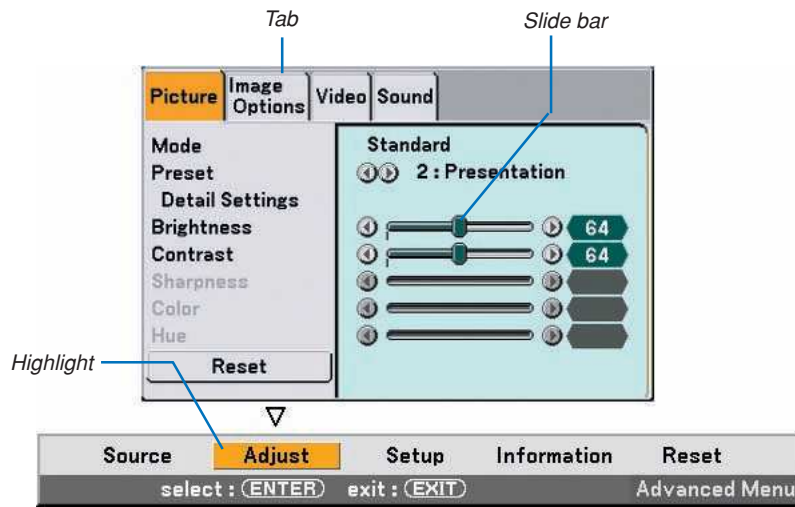 Tab
Slide bar
Picture
Image Options
Video
Sound
Mode
Standard
Preset
2 : Presentation
Detail Settings
Brightness
64
Contrast
64
Sharpness
Color
Hue
Highlight
Reset
Source
Adjust
Setup
Information
Reset
select : ENTER exit : EXIT
Advanced Menu